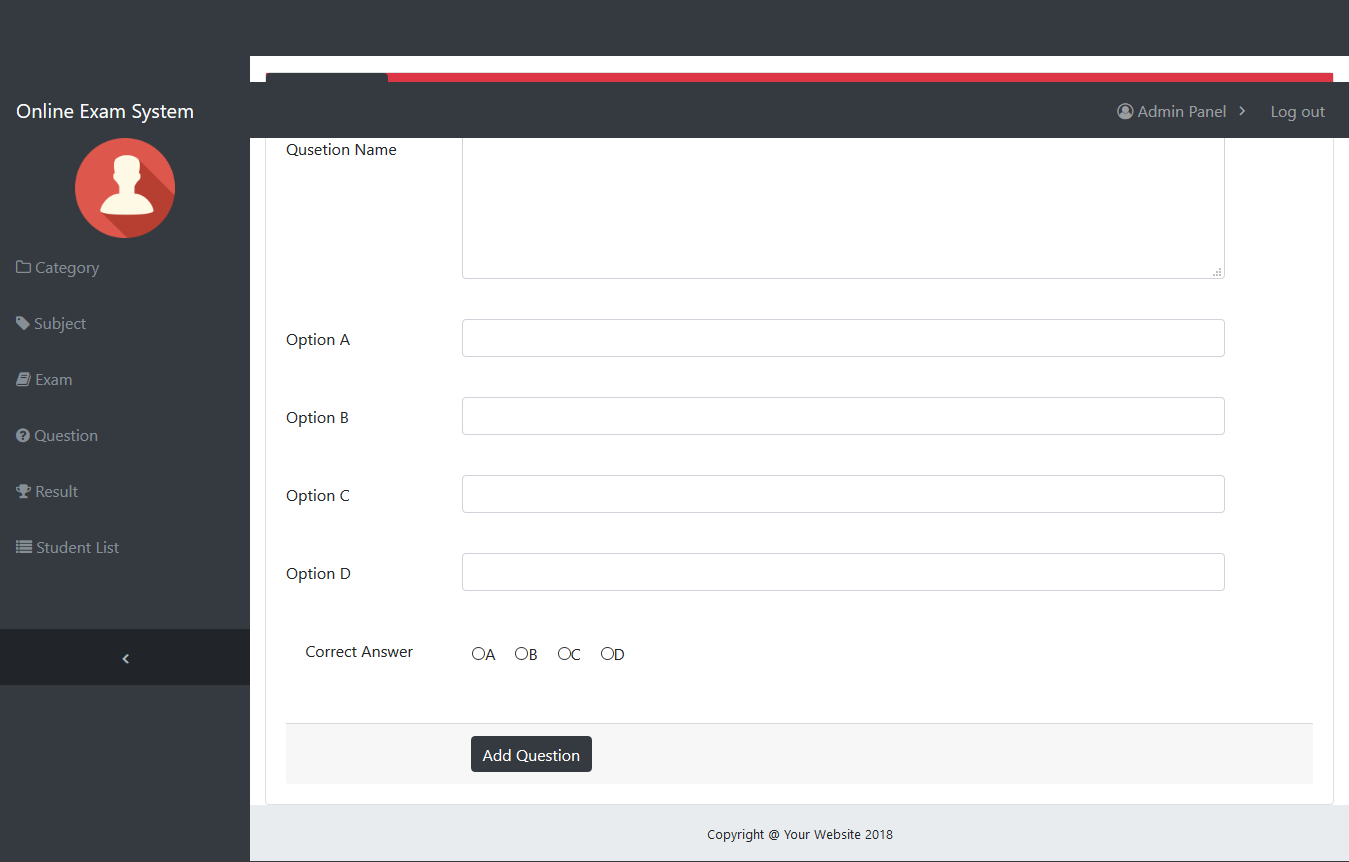 Online Exam System
Admin Panel
Log out
Category
Subject
Exam
Question
Result
Student List
Qusetion Name
Option A
Option B
Option C
Option D
Correct Answer A B C D
Add Question
Copyright @ Your Website 2018